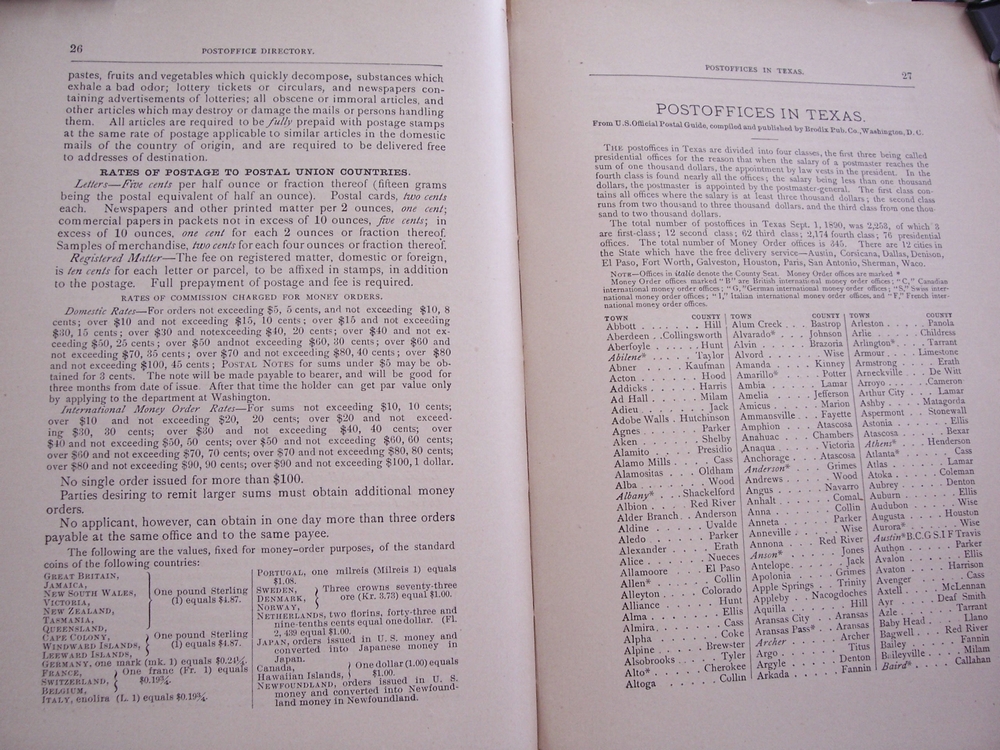 26
POSTOFFICE DIRECTORY.
pastes, fruits and vegetables which quickly decompose, substances which
exhale a bad odor; lottery tickets or circulars, and newspapers con-
taining advertisements of lotteries; all obscene or immoral articles, and
other articles which may destroy or damage the mails or persons handling
them. All articles are required to be fully prepaid with postage stamps
at the same rate of postage applicable to similar articles in the domestic
mails of the country of origin, and are required to be delivered free
to addresses of destination.
RATES OF POSTAGE TO POSTAL UNION COUNTRIES.
Letters—Five cents per half ounce or fraction thereof (fifteen grams
being the postal equivalent of half an ounce). Postal cards, two cents
each. Newspapers and other printed matter per 2 ounces, one cent;
commercial papers in packets not in excess of 10 ounces, five cents; in
excess of 10 ounces, one cent for each 2 ounces or fraction thereof.
Samples of merchandise, two cents for each four ounces or fraction thereof.
Registered Matter—The fee on registered matter, domestic or foreign,
is ten cents for each letter or parcel, to be affixed in stamps, in addition
to the postage. Full prepayment of postage and fee is required.
RATES OF COMMISSION CHARGED FOR MONEY ORDERS.
Domestic Rates—For orders not exceeding $5, 5 cents, and not exceeding $10, 8
cents; over $10 and not exceeding $15, 10 cents; over $15 and not exceeding
$30, 15 cents; over $30 and notexceeding $40, 20 cents; over $40 and not ex-
ceeding $50, 25 cents; over $50 andnot exceeding $60, 30 cents; over $60 and
not exceeding $70, 35 cents; over $70 and not exceeding $80, 40 cents; over $80
and not exceeding $100, 45 cents; POSTAL NOTES for sums under $5 may be ob-
tained for 3 cents. The note will be made payable to bearer, and will be good for
three months from date of issue. After that time the holder can get par value only
by applying to the department at Washington.
International Money Order Rates—For sums not exceeding $10, 10 cents;
over $10 and not exceeding $20, 20 cents; over $20 and not exceed-
ing $30, 30 cents; over $30 and not exceeding $40, 40 cents; over
$40 and not exceeding $50, 50 cents; over $50 and not exceeding $60, 60 cents;
over $60 and not exceeding $70, 70 cents; over $70 and not exceeding $80, 80 cents;
over $80 and not exceeding $90, 90 cents; over $90 and not exceeding $100, 1 dollar.
No single order issued for more than $100.
Parties desiring to remit larger sums must obtain additional money
orders.
No applicant, however, can obtain in one day more than three orders
payable at the same office and to the same payee.
The following are the values, fixed for money-order purposes, of the standard
coins of the following countries:
GREAT BRITAIN,
JAMAICA,
NEW SOUTH WALES,
VICTORIA,
NEW ZEALAND,
TASMANIA,
QUEENSLAND,
One pound Sterling
(1) equals $4.87.
CAPE COLONY,
WINDWARD ISLANDS,
LEEWARD ISLANDS,
One pound Sterling
(1) equals $4.87.
GERMANY, one mark (mk. 1) equals $0.24¼.
FRANCE,
SWITZERLAND,
BELGIUM,
One franc (Fr. 1) equals
$0.19¾.
ITALY, enolira (L. 1) equals $0.19¾.
PORTUGAL, one milreis (Milreis 1) equals
$1.08.
SWEDEN,
DENMARK,
NORWAY,
Three crowns seventy-three
ore (Kr. 3.73) equal $1.00.
NETHERLANDS, two florins, forty-three and
nine-tenths cents equal one dollar. (Fl.
2, 439 equal $1.00.
JAPAN, orders issued in U. S. money and
converted into Japanese money in
Japan.
Canada,
Hawaiian Islands,
One dollar (1.00) equals
$1.00.
NEWFOUNDLAND, orders issued in U. S.
money and converted into Newfound-
land money in Newfoundland.
POSTOFFICES IN TEXAS.
27
POSTOFFICES IN TEXAS.
From U.S. Official Postal Guide, compiled and published by Brodix Pub. Co., Washington, D. C.
THE postoffices in Texas are divided into four classes, the first three being called
presidential offices for the reason that when the salary of a postmaster reaches the
sum of one thousand dollars, the appointment by law vests in the president. In the
fourth class is found nearly all the offices; the salary being less than one thousand
dollars, the postmaster is appointed by the postmaster-general. The first class con-
tains all offices where the salary is at least three thousand dollars; the second class
runs from two thousand to three thousand dollars, and the third class from one thou-
sand to two thousand dollars.
The total number of postoffices in Texas Sept. 1, 1890, was 2,253, of which 3
are first-class; 12 second class; 62 third class; 2,174 fourth class; 76 presidential
offices. The total number of Money Order offices is 345. There are 12 cities in
the State which have the free delivery service—Austin, Corsicana, Dallas, Denison,
El Paso, Fort Worth, Galveston, Houston, Paris, San Antonio, Sherman, Waco.
NOTE—Offices in italic denote the County Seat. Money Order offices are marked *
Money Order offices marked "B" are British international money offices; "C," Canadian
international money order offices; "G," German international money order offices; "S," Swiss inter-
national money order offices; "I," Italian international money order offices, and "F," French inter-
national money order offices.
TOWN COUNTY
Abbott . . . . . . . Hill
Aberdeen . . Collingsworth
Aberfoyle . . . . . . Hunt
Abilene* . . . . . . Taylor
Abner . . . . . Kaufman
Acton . . . . . . . Hood
Addicks . . . . . . Harris
Ad Hall . . . . . . Milam
Adieu . . . . . . . Jack
Adobe Walls . Hutchinson
Agnes . . . . . . Parker
Aken . . . . . . . Shelby
Alamito . . . . . Presidio
Alamo Mills . . . . Cass
Alamositas . . . . Oldham
Alba . . . . . . . Wood
Albany* . . . Shackelford
Albion . . . . Red River
Alder Branch . Anderson
Aldine . . . . . . Uvalde
Aledo . . . . . . Parker
Alexander . . . . . Erath
Alice . . . . . . . Nueces
Allamoore . . . . El Paso
Allen* . . . . . . Collin
Alleyton . . . . Colorado
Alliance . . . . . . Hunt
Alma . . . . . . . Ellis
Almira . . . . . . . Cass
Alpha . . . . . . . Coke
Alpine . . . . . Brewster
Alsobrooks . . . . Tyler
Alto* . . . . . Cherokee
Altoga . . . . . . Collin
TOWN COUNTY
Alum Creek . . . Bastrop
Alvarado* . . . . Johnson
Alvin . . . . . . Brazoria
Alvord . . . . . . . Wise
Amanda . . . . . Kinney
Amarillo* . . . . . Potter
Ambia . . . . . . Lamar
Amelia . . . . . Jefferson
Amicus . . . . . . Marion
Ammansville . . . Fayette
Amphion . . . . Atascosa
Anahuac . . . . Chambers
Anaqua . . . . . Victoria
Anchorage . . . Atascosa
Anderson* . . . . Grimes
Andrews . . . . . . Wood
Angus . . . . . Navarro
Anhalt . . . . . . Comal
Anna . . . . . . . Collin
Anneta . . . . . . Parker
Anneville . . . . . Wise
Annona . . . . Red River
Anson* . . . . . . Jones
Antelope . . . . . . Jack
Apolonia . . . . . Grimes
Apple Springs . . Trinity
Appleby . . Nacogdoches
Aquilla . . . . . . . Hill
Aransas City . . Aransas
Aransas Pass* . . Aransas
Archer . . . . . . Archer
Argo . . . . . . . Titus
Argyle . . . . . . Denton
Arkada . . . . . Fannin
TOWN COUNTY
Arleston . . . . . Panola
Arlie . . . . . . Childress
Arlington* . . . . Tarrant
Armour . . . . Limestone
Armstrong . . . . . Erath
Arneckville . . . De Witt
Arroyo . . . . . Cameron
Arthur City . . . . Lamar
Ashby . . . . Matagorda
Aspermont . . Stonewall
Astonia . . . . . . Ellis
Atascosa . . . . . Bexar
Athens* . . . Henderson
Atlanta* . . . . . . Cass
Atlas . . . . . . Lamar
Atoka . . . . . Coleman
Aubrey . . . . . Denton
Auburn . . . . . . Ellis
Audubon . . . . . Wise
Augusta . . . . Houston
Aurora* . . . . . . Wise
Austin* B.C G S I F Travis
Authon . . . . . Parker
Avalon . . . . . . Ellis
Avaton . . . . Harrison
Avenger . . . . . . Cass
Axtell . . . . McLennan
Ayr . . . . . Deaf Smith
Azle . . . . . . Tarrant
Baby Head . . . . Llano
Bagwell . . . Red River
Bailey . . . . . Fannin
Baileyville . . . . Milam
Baird* . . . . Callahan